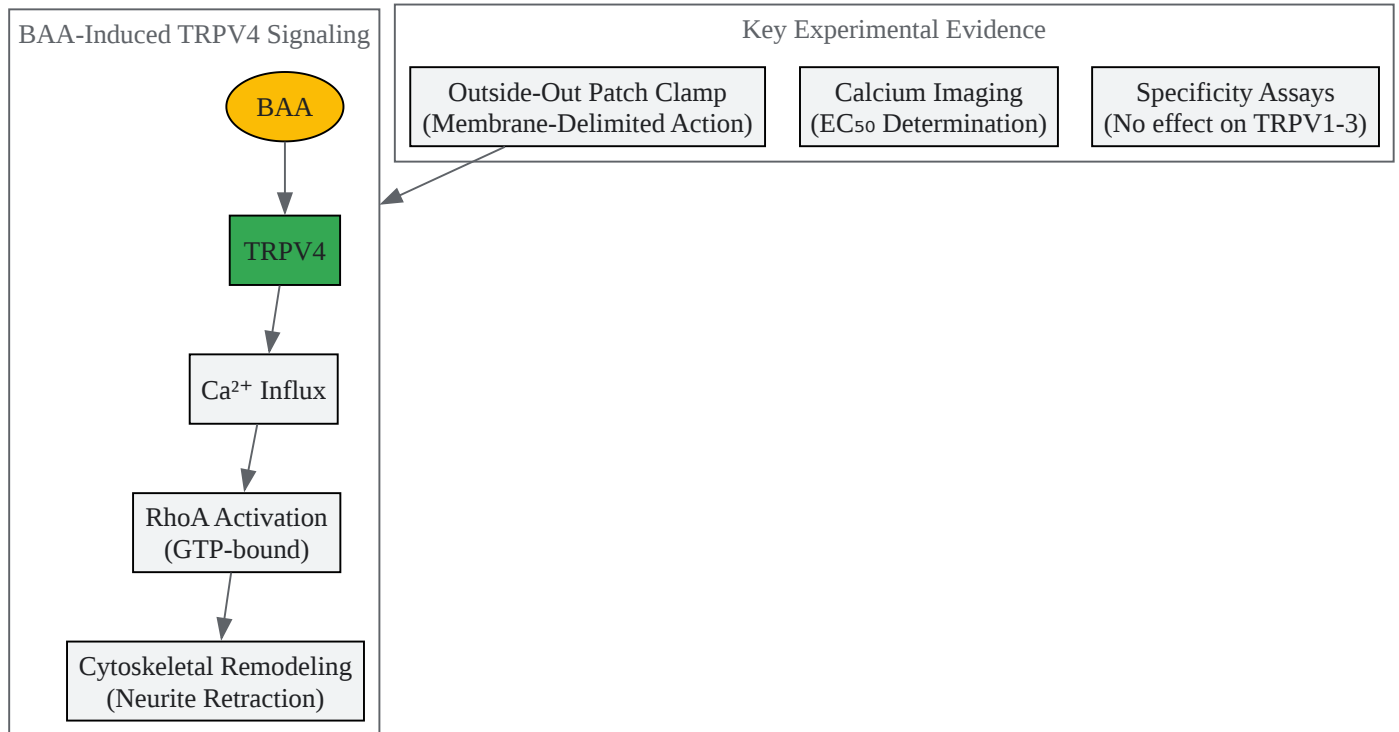 BAA-Induced TRPV4 Signaling
BAA
TRPV4
Ca²⁺ Influx
RhoA Activation
(GTP-bound)
Cytoskeletal Remodeling
(Neurite Retraction)
Key Experimental Evidence
Outside-Out Patch Clamp
(Membrane-Delimited Action)
Calcium Imaging
(EC₅₀ Determination)
Specificity Assays
(No effect on TRPV1-3)